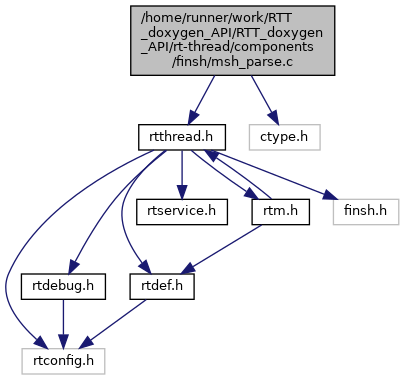 /home/runner/work/RTT
_doxygen_API/RTT_doxygen
_API/rt-thread/components
/finsh/msh_parse.c
rtthread.h
ctype.h
rtservice.h
rtm.h
finsh.h
rtdebug.h
rtdef.h
rtconfig.h